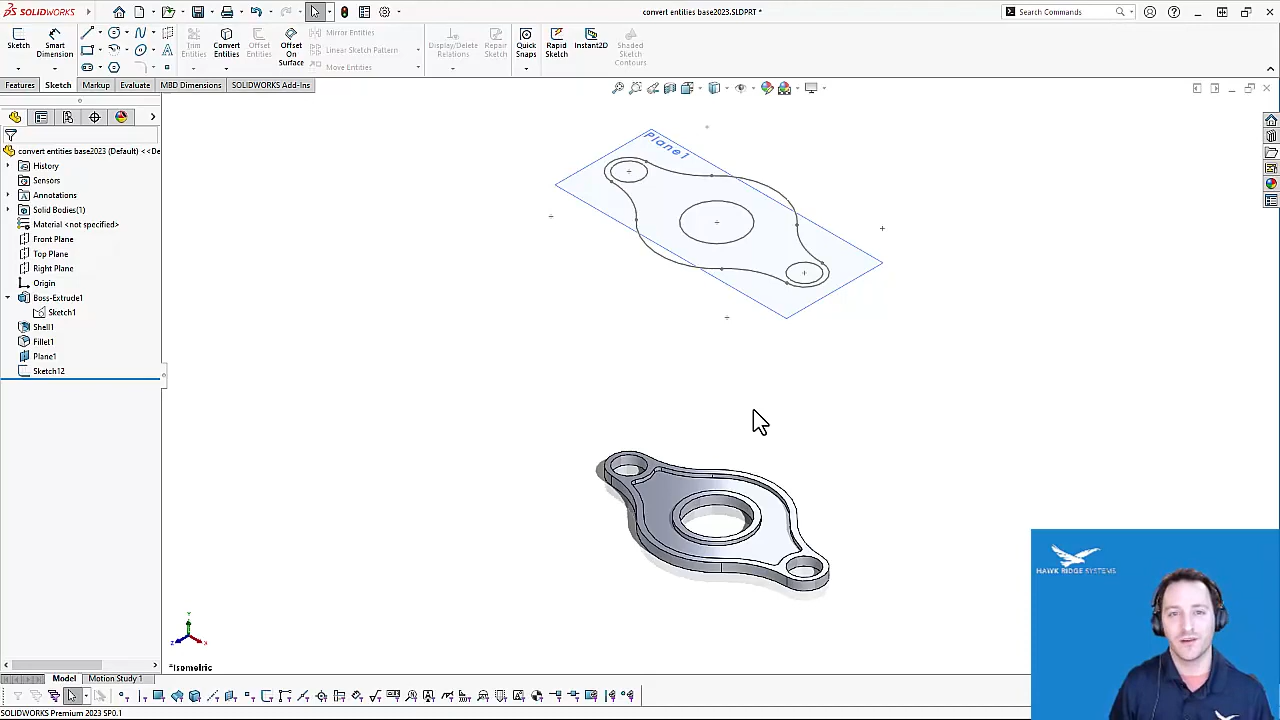 SOLIDWORKS
convert entities base2023.SLDPRT *
Search Commands
Sketch
Smart Dimension
Trim Entities
Convert Entities
Offset Entities
Offset On Surface
Mirror Entities
Linear Sketch Pattern
Move Entities
Display/Delete Relations
Repair Sketch
Quick Snaps
Rapid Sketch
Instant2D
Shaded Sketch Contours
Features
Sketch
Markup
Evaluate
MBD Dimensions
SOLIDWORKS Add-Ins
convert entities base2023 (Default) <<De
History
Sensors
Annotations
Solid Bodies(1)
Material <not specified>
Front Plane
Top Plane
Right Plane
Origin
Boss-Extrude1
Sketch1
Shell1
Fillet1
Plane1
Sketch12
Plane1
HAWK RIDGE SYSTEMS
Y
Z
X
*Isometric
Model
Motion Study 1
SOLIDWORKS Premium 2023 SP0.1